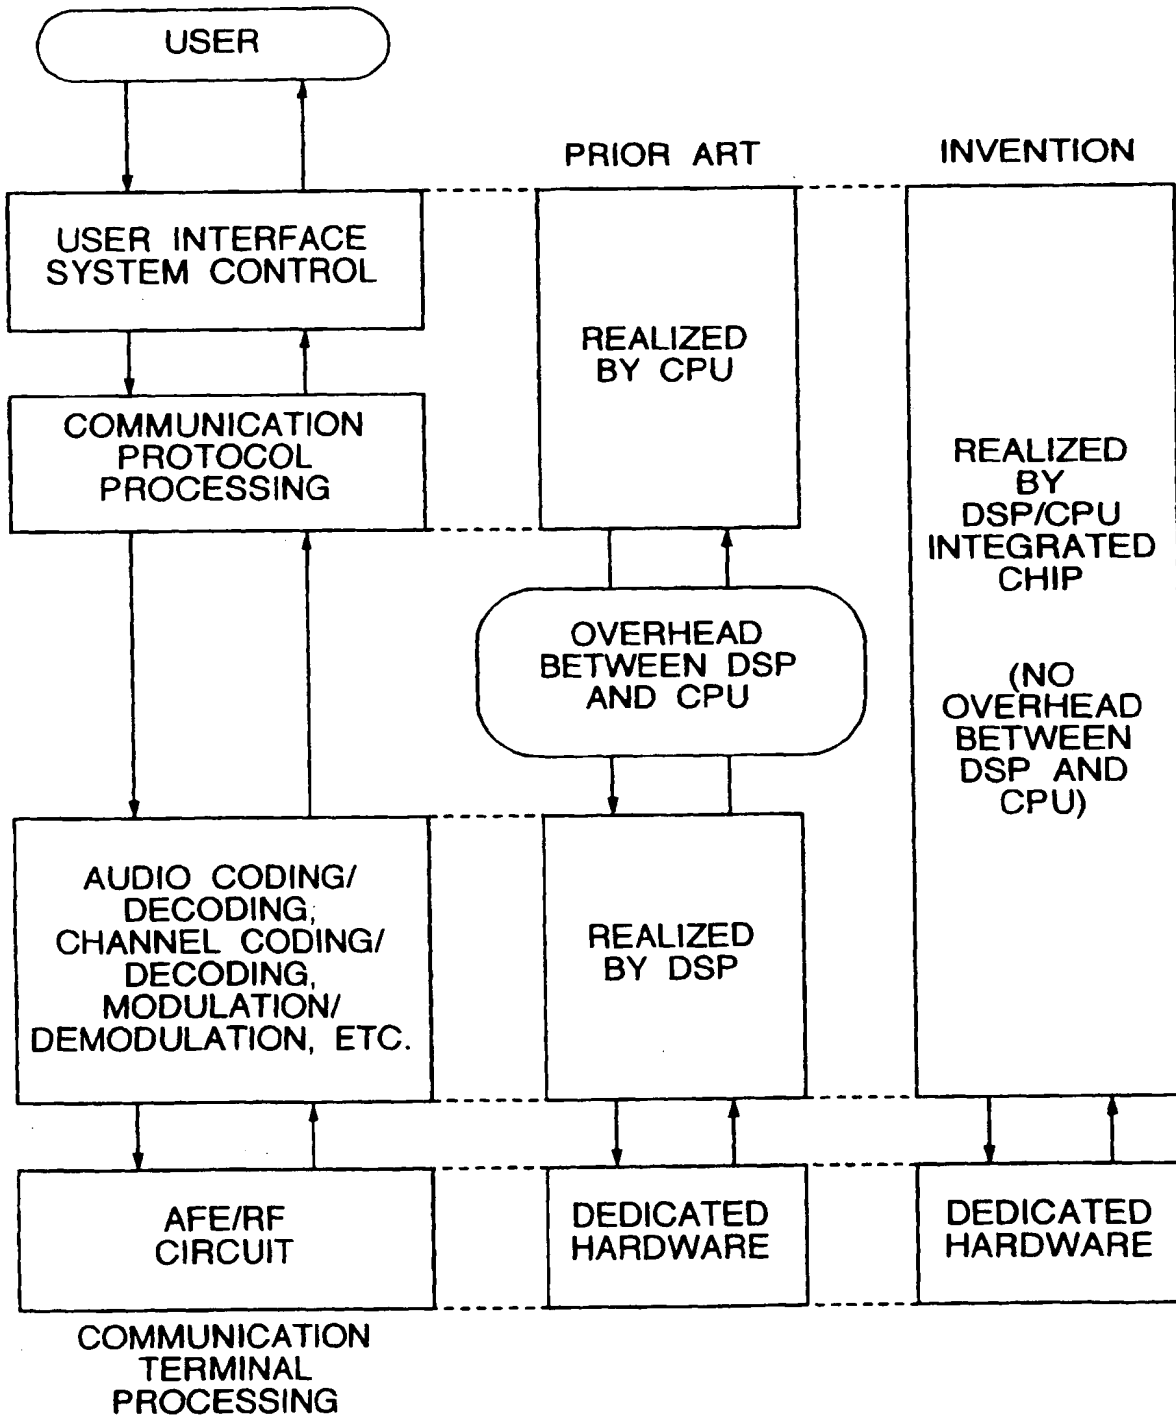 USER
PRIOR ART
INVENTION
USER INTERFACE
SYSTEM CONTROL
REALIZED
BY CPU
COMMUNICATION
PROTOCOL
PROCESSING
REALIZED
BY
DSP/CPU
INTEGRATED
CHIP
OVERHEAD
BETWEEN DSP
AND CPU
(NO
OVERHEAD
BETWEEN
DSP AND
CPU)
AUDIO CODING/
DECODING,
CHANNEL CODING/
DECODING,
MODULATION/
DEMODULATION, ETC.
REALIZED
BY DSP
AFE/RF
CIRCUIT
DEDICATED
HARDWARE
DEDICATED
HARDWARE
COMMUNICATION
TERMINAL
PROCESSING